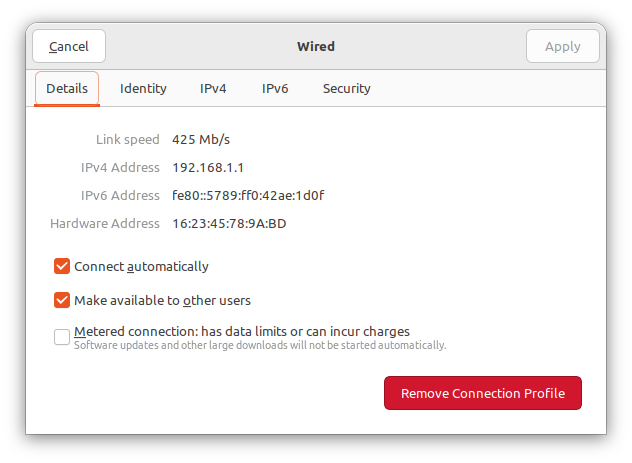 Cancel
Wired
Apply
Details
Identity
IPv4
IPv6
Security
Link speed 425 Mb/s
IPv4 Address 192.168.1.1
IPv6 Address fe80::5789:ff0:42ae:1d0f
Hardware Address 16:23:45:78:9A:BD
Connect automatically
Make available to other users
Metered connection: has data limits or can incur charges
Software updates and other large downloads will not be started automatically.
Remove Connection Profile